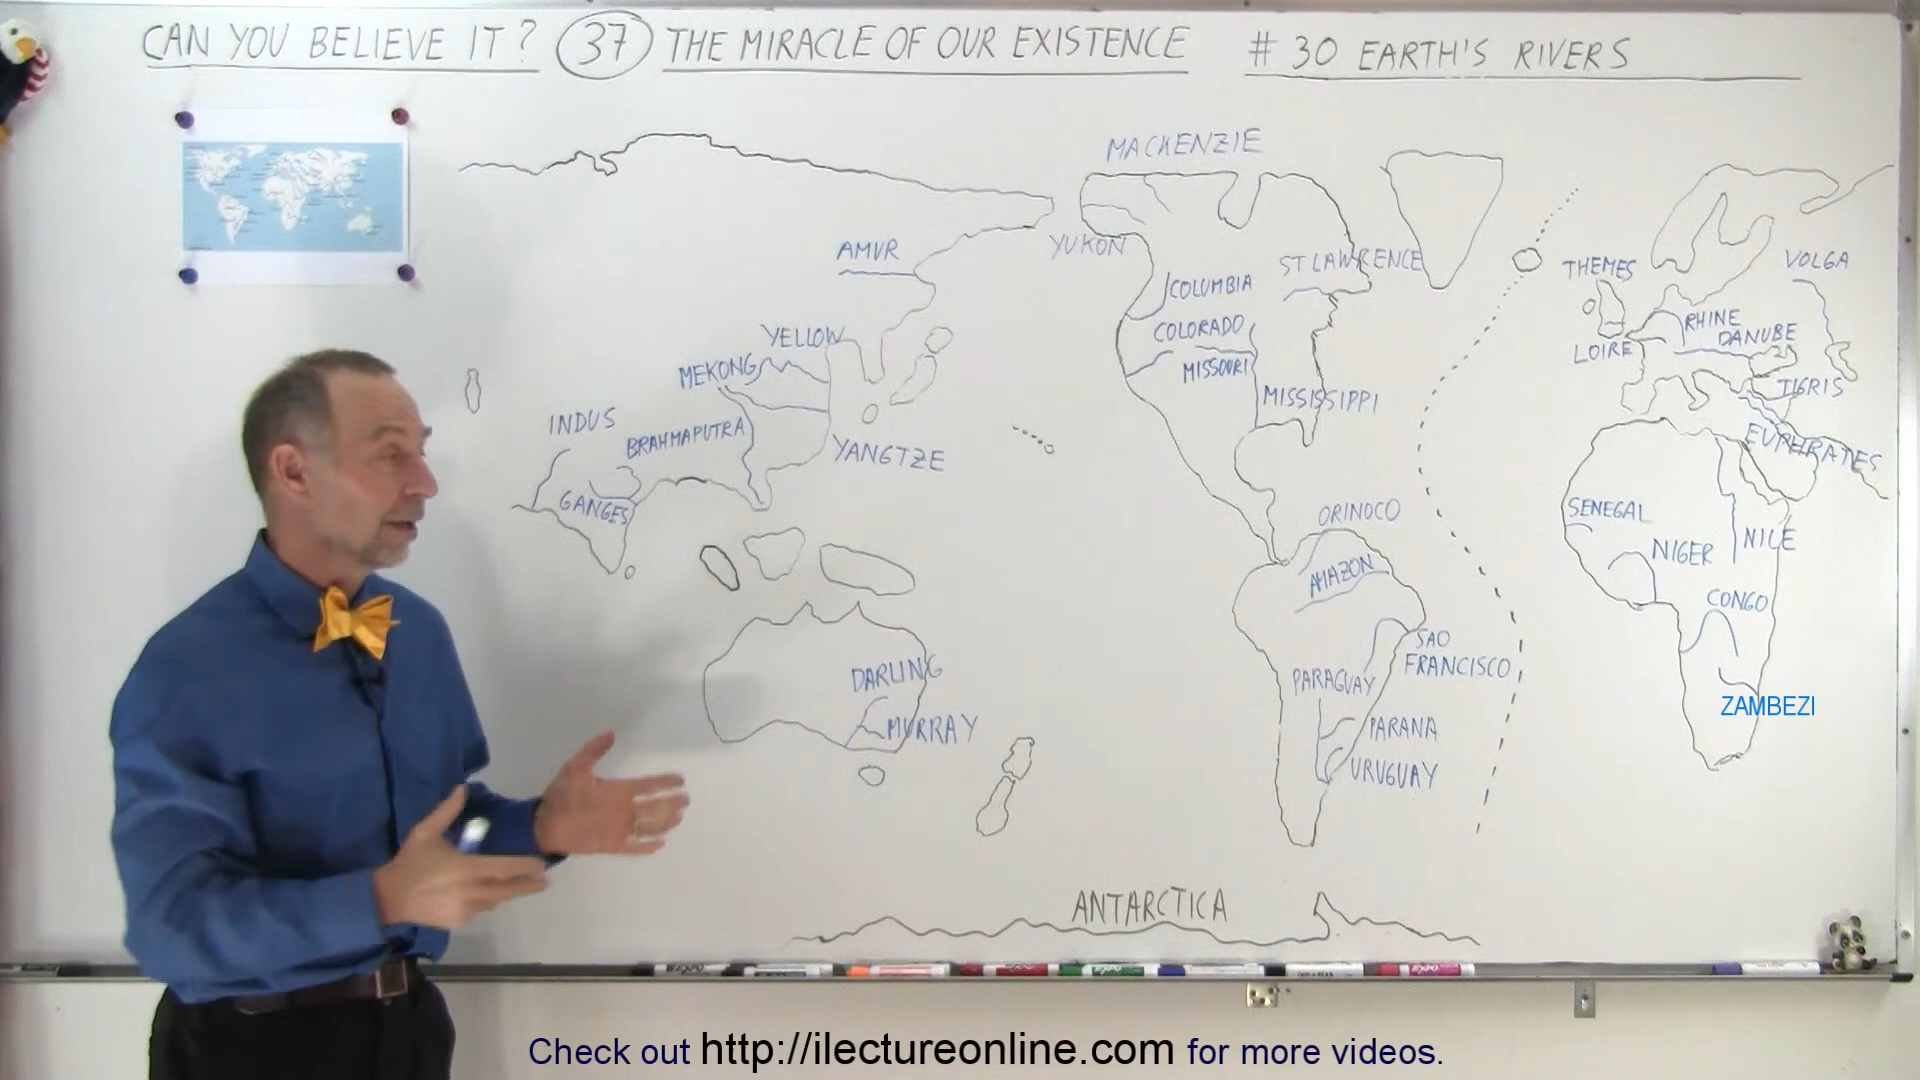 CAN YOU BELIEVE IT? 37 THE MIRACLE OF OUR EXISTENCE # 30 EARTH'S RIVERS
MACKENZIE
AMUR
YUKON
ST LAWRENCE
THEMES
VOLGA
COLUMBIA
COLORADO
RHINE
DANUBE
YELLOW
LOIRE
MEKONG
MISSOURI
TIGRIS
MISSISSIPPI
INDUS
BRAHMAPUTRA
YANGTZE
EUPHRATES
GANGES
ORINOCO
SENEGAL
NILE
NIGER
AMAZON
CONGO
SAO
FRANCISCO
DARLING
PARAGUAY
ZAMBEZI
MURRAY
PARANA
URUGUAY
ANTARCTICA
EXPO
EXPO
Check out http://ilectureonline.com for more videos.